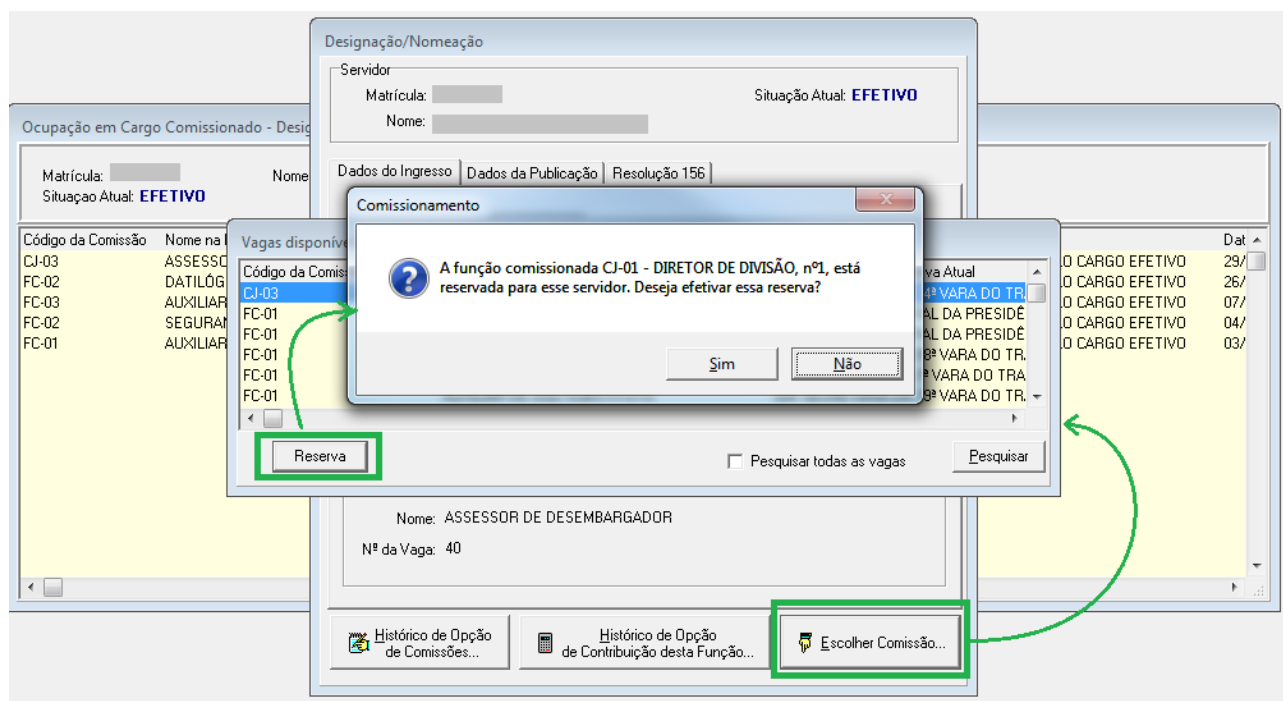 Designação/Nomeação
Servidor
Matrícula:
Situação Atual: EFETIVO
Nome:
Dados do Ingresso
Dados da Publicação
Resolução 156
Ocupação em Cargo Comissionado -
Matrícula:
Nome
Situaçao Atual: EFETIVO
Código da Comissão
Nome na
Dat
CJ-03
ASSESSO
O CARGO EFETIVO
29/
FC-02
DATILÓG
O CARGO EFETIVO
26/
FC-03
AUXILIAR
O CARGO EFETIVO
07/
FC-02
SEGURAN
O CARGO EFETIVO
04/
FC-01
AUXILIAR
O CARGO EFETIVO
03/
Vagas
Código da
va Atual
CJ-03
4ª VARA DO TR
FC-01
AL DA PRESIDÊ
FC-01
AL DA PRESIDÊ
FC-01
8ª VARA DO TR
FC-01
ª VARA DO TRA
FC-01
9ª VARA DO TR
Comissionamento
A função comissionada CJ-01 - DIRETOR DE DIVISÃO, nº1, está
reservada para esse servidor. Deseja efetivar essa reserva?
Sim
Não
Reserva
Pesquisar todas as vagas
Pesquisar
Nome: ASSESSOR DE DESEMBARGADOR
Nº da Vaga: 40
Histórico de Opção
de Comissões...
Histórico de Opção
de Contribuição desta Função...
Escolher Comissão...